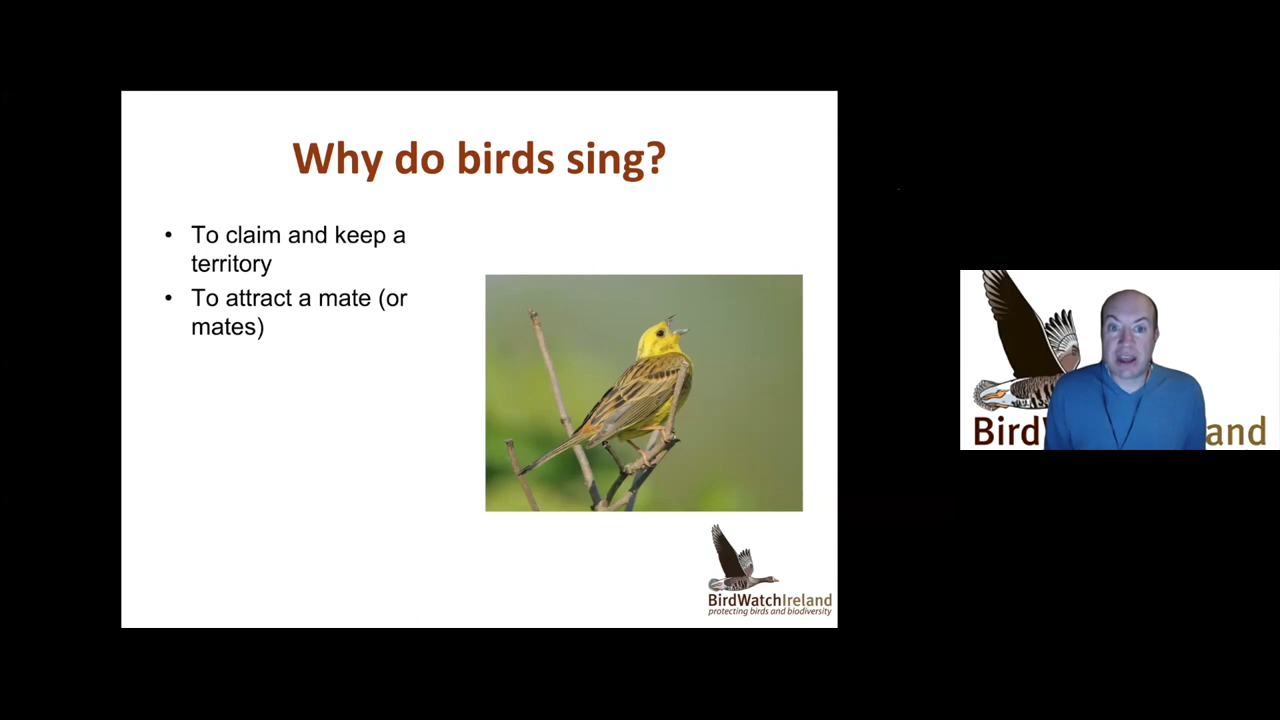 Why do birds sing?
• To claim and keep a
territory
• To attract a mate (or
mates)
BirdWatchIreland
protecting birds and biodiversity
BirdW
and